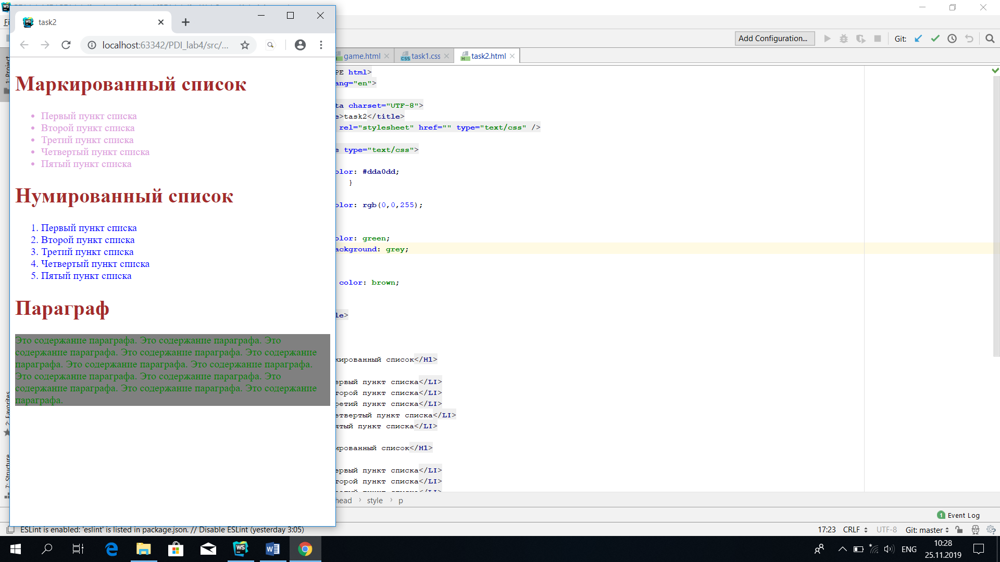 task2
localhost:63342/PDI_lab4/src/...
Маркированный список
Первый пункт списка
Второй пункт списка
Третий пункт списка
Четвертый пункт списка
Пятый пункт списка
Нумированный список
1. Первый пункт списка
2. Второй пункт списка
3. Третий пункт списка
4. Четвертый пункт списка
5. Пятый пункт списка
Параграф
Это содержание параграфа. Это содержание параграфа. Это
содержание параграфа. Это содержание параграфа. Это содержание
параграфа. Это содержание параграфа. Это содержание параграфа.
Это содержание параграфа. Это содержание параграфа. Это
содержание параграфа. Это содержание параграфа. Это содержание
параграфа.
Add Configuration...
Git:
game.html
task1.css
task2.html
PE html>
ang="en">
ta charset="UTF-8">
e>task2</title>
rel="stylesheet" href="" type="text/css" />
e type="text/css">
olor: #dda0dd;
}
olor: rgb(0,0,255);
olor: green;
ackground: grey;
color: brown;
le>
кированный список</H1>
ервый пункт списка</LI>
торой пункт списка</LI>
ретий пункт списка</LI>
етвертый пункт списка</LI>
ятый пункт списка</LI>
ированный список</H1>
ервый пункт списка</LI>
торой пункт списка</LI>
head › style › p
1: Project
2: Favorites
7: Structure
1 Event Log
ESLint is enabled: 'eslint' is listed in package.json. // Disable ESLint (yesterday 3:05)
17:23 CRLF UTF-8 Git: master
ENG
10:28
25.11.2019